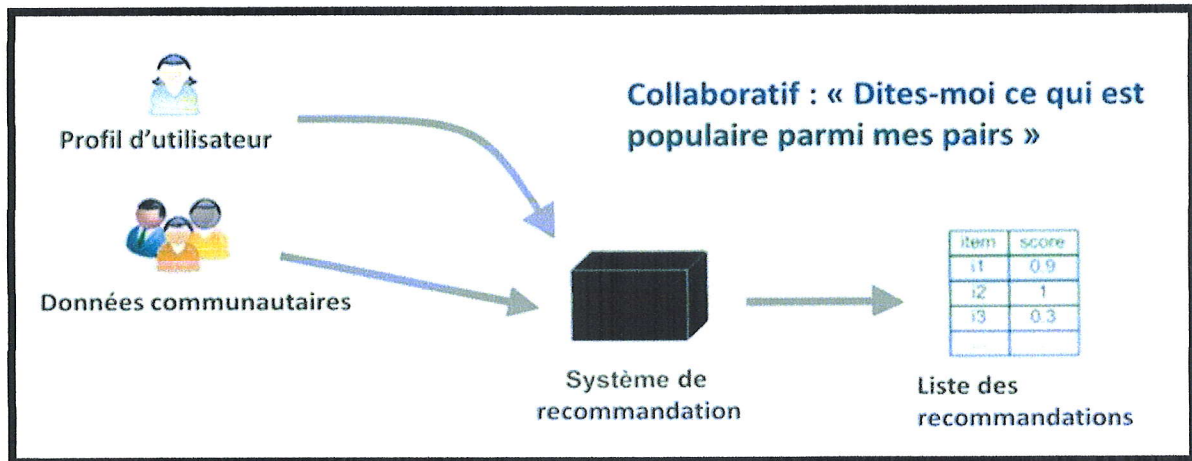 Profil d'utilisateur
Collaboratif : « Dites-moi ce qui est
populaire parmi mes pairs »
Données communautaires
Système de
recommandation
item score
i1 0.9
i2 1
i3 0.3
...
Liste des
recommandations